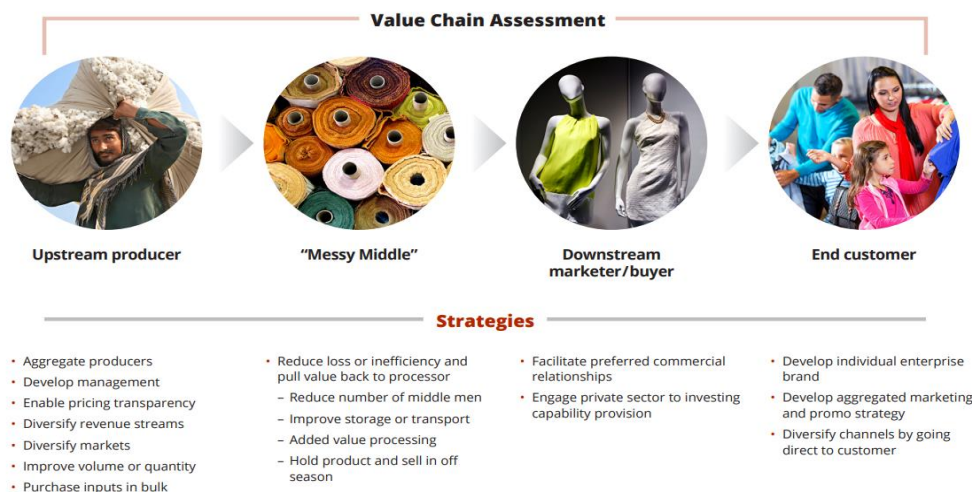 Value Chain Assessment
Upstream producer
“Messy Middle”
Downstream
marketer/buyer
End customer
Strategies
• Aggregate producers
• Develop management
• Enable pricing transparency
• Diversify revenue streams
• Diversify markets
• Improve volume or quantity
• Purchase inputs in bulk
• Reduce loss or inefficiency and
pull value back to processor
– Reduce number of middle men
– Improve storage or transport
– Added value processing
– Hold product and sell in off
season
• Facilitate preferred commercial
relationships
• Engage private sector to investing
capability provision
• Develop individual enterprise
brand
• Develop aggregated marketing
and promo strategy
• Diversify channels by going
direct to customer